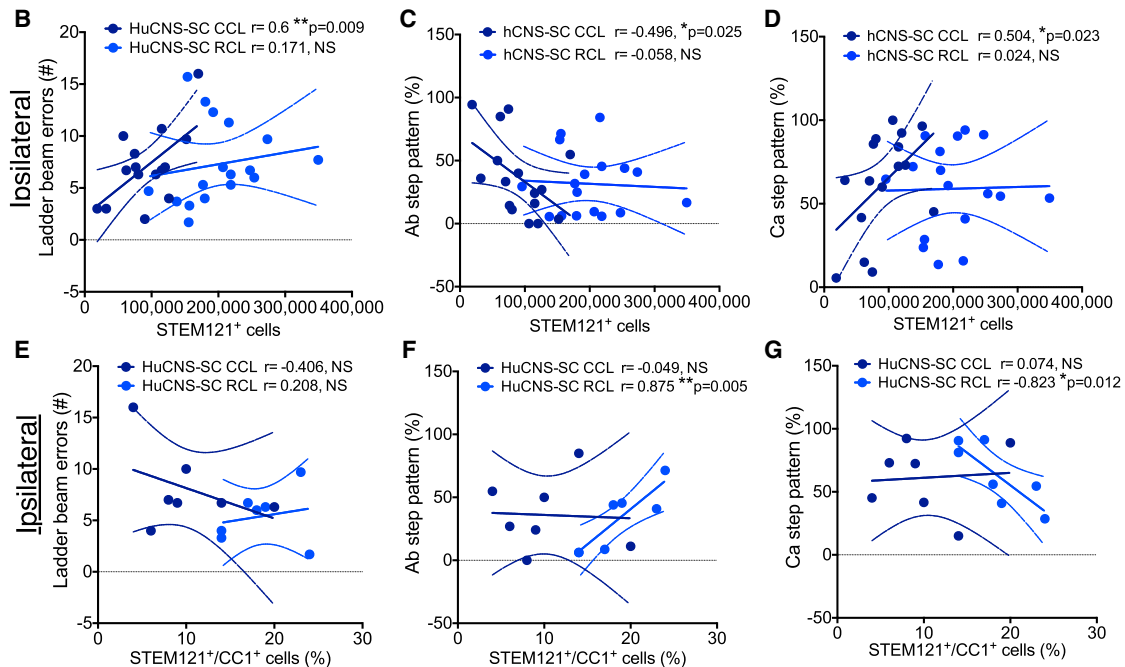 B
HuCNS-SC CCL r= 0.6 **p=0.009
HuCNS-SC RCL r= 0.171, NS
Ipsilateral
Ladder beam errors (#)
20
15
10
5
0
-5
0 100,000 200,000 300,000 400,000
STEM121+ cells
C
hCNS-SC CCL r= -0.496, *p=0.025
hCNS-SC RCL r= -0.058, NS
Ab step pattern (%)
150
100
50
0
-50
0 100,000 200,000 300,000 400,000
STEM121+ cells
D
hCNS-SC CCL r= 0.504, *p=0.023
hCNS-SC RCL r= 0.024, NS
Ca step pattern (%)
150
100
50
0
0 100,000 200,000 300,000 400,000
STEM121+ cells
E
HuCNS-SC CCL r= -0.406, NS
HuCNS-SC RCL r= 0.208, NS
Ipsilateral
Ladder beam errors (#)
20
15
10
5
0
-5
0 10 20 30
STEM121+/CC1+ cells (%)
F
HuCNS-SC CCL r= -0.049, NS
HuCNS-SC RCL r= 0.875 **p=0.005
Ab step pattern (%)
150
100
50
0
-50
0 10 20 30
STEM121+/CC1+ cells (%)
G
HuCNS-SC CCL r= 0.074, NS
HuCNS-SC RCL r= -0.823 *p=0.012
Ca step pattern (%)
150
100
50
0
-50
0 10 20 30
STEM121+/CC1+ cells (%)